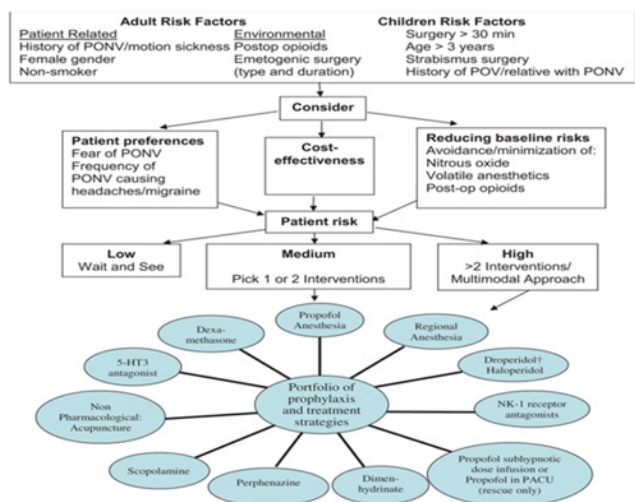 Adult Risk Factors
Patient Related
History of PONV/motion sickness
Female gender
Non-smoker
Environmental
Postop opioids
Emetogenic surgery
(type and duration)
Children Risk Factors
Surgery > 30 min
Age > 3 years
Strabismus surgery
History of POV/relative with PONV
Consider
Patient preferences
Fear of PONV
Frequency of
PONV causing
headaches/migraine
Cost-
effectiveness
Reducing baseline risks
Avoidance/minimization of:
Nitrous oxide
Volatile anesthetics
Post-op opioids
Patient risk
Low
Wait and See
Medium
Pick 1 or 2 Interventions
High
>2 Interventions/
Multimodal Approach
Propofol
Anesthesia
Dexa-
methasone
Regional
Anesthesia
5-HT3
antagonist
Droperidol†
Haloperidol
Portfolio of
prophylaxis
and treatment
strategies
Non
Pharmacological:
Acupuncture
NK-1 receptor
antagonists
Scopolamine
Perphenazine
Dimen-
hydrinate
Propofol subhypnotic
dose infusion or
Propofol in PACU (rescue
only)